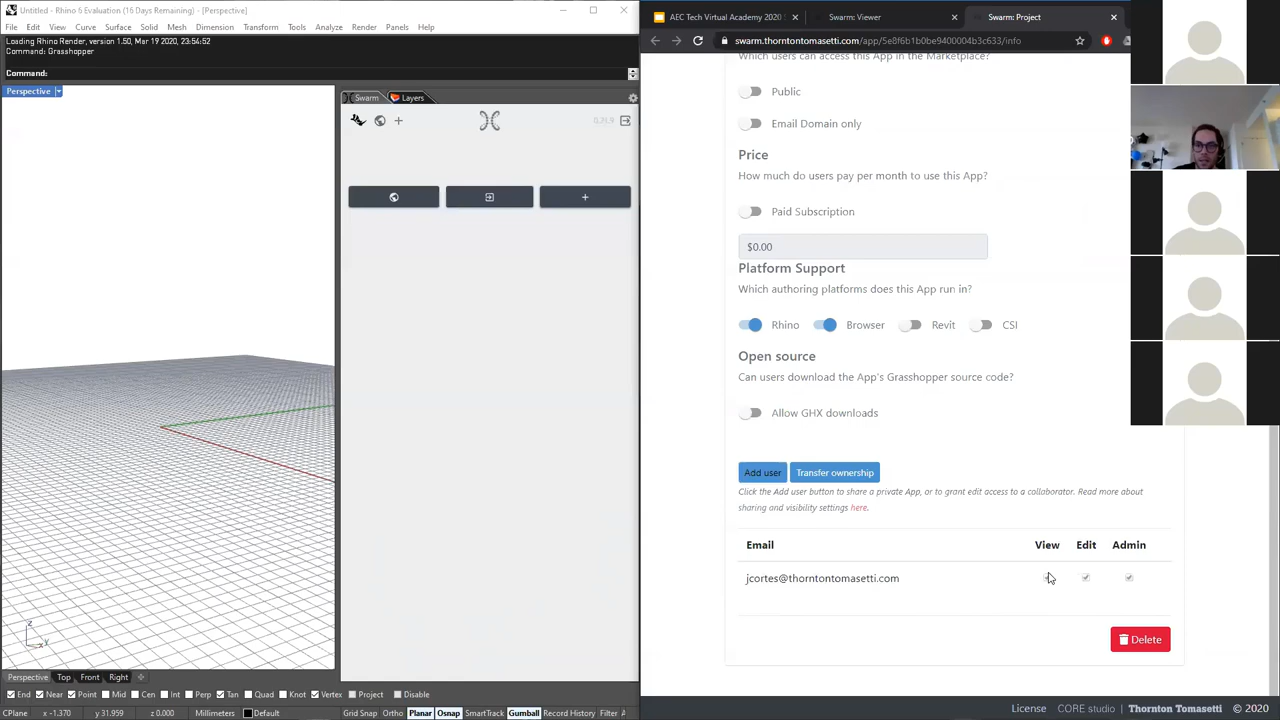 Untitled - Rhino 6 Evaluation (16 Days Remaining) - [Perspective]
File Edit View Curve Surface Solid Mesh Dimension Transform Tools Analyze Render Panels Help
Loading Rhino Render, version 1.50, Mar 19 2020, 23:54:52
Command: Grasshopper
Command:
Perspective
Swarm Layers
0.7.1.9
Perspective Top Front Right
End Near Point Mid Cen Int Perp Tan Quad Knot Vertex Project Disable
CPlane x -1.370 y 31.959 z 0.000 Millimeters Default Grid Snap Ortho Planar Osnap SmartTrack Gumball Record History Filter
z
y
x
AEC Tech Virtual Academy 2020 Swarm: Viewer Swarm: Project
swarm.thorntontomasetti.com/app/5e8f6b1b0be9400004b3c633/info
Which users can access this App in the Marketplace?
Public
Email Domain only
Price
How much do users pay per month to use this App?
Paid Subscription
$0.00
Platform Support
Which authoring platforms does this App run in?
Rhino Browser Revit CSI
Open source
Can users download the App's Grasshopper source code?
Allow GHX downloads
Add user Transfer ownership
Click the Add user button to share a private App, or to grant edit access to a collaborator. Read more about
sharing and visibility settings here.
Email View Edit Admin
jcortes@thorntontomasetti.com
Delete
License CORE studio | Thornton Tomasetti © 2020